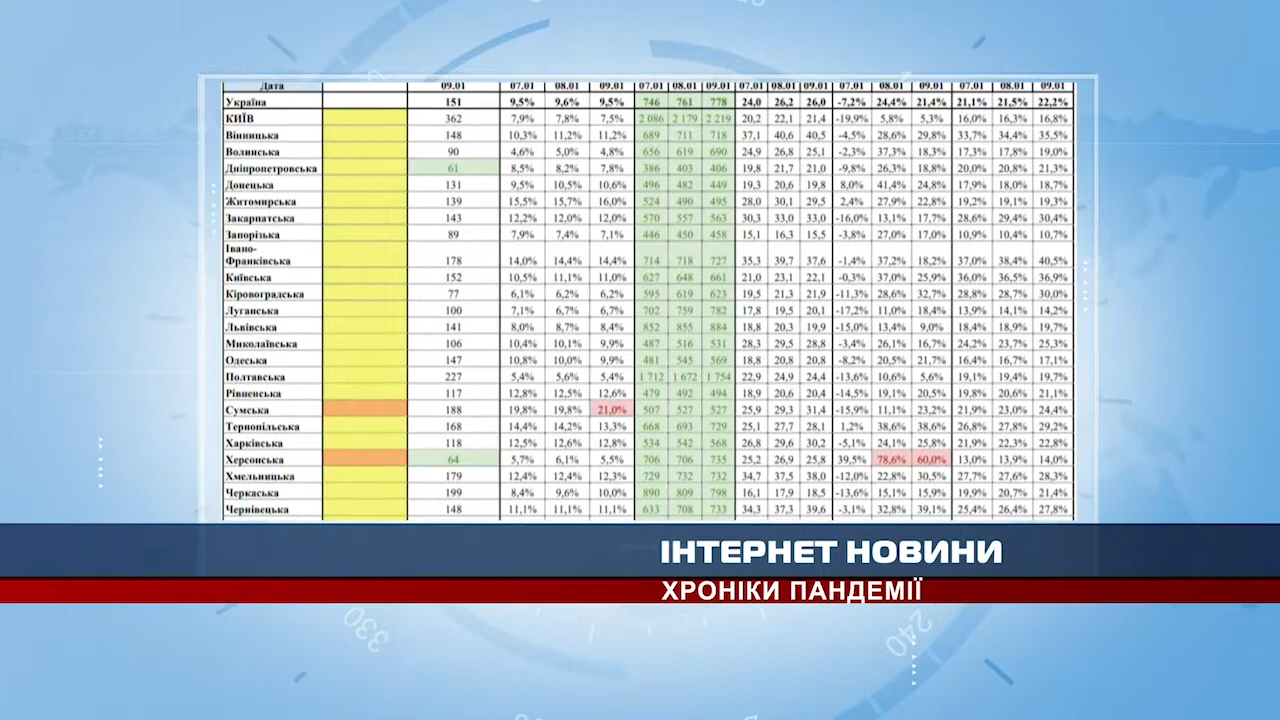 Дата 09.01 07.01 08.01 09.01 07.01 08.01 09.01 07.01 08.01 09.01 07.01 08.01 09.01 07.01 08.01 09.01
Україна 151 9,5% 9,6% 9,5% 746 761 778 24,0 26,2 26,0 -7,2% 24,4% 21,4% 21,1% 21,5% 22,2%
КИЇВ 362 7,9% 7,8% 7,5% 2 086 2 179 2 219 20,2 22,1 21,4 -19,9% 5,8% 5,3% 16,0% 16,3% 16,8%
Вінницька 148 10,3% 11,2% 11,2% 689 711 718 37,1 40,6 40,5 -4,5% 28,6% 29,8% 33,7% 34,4% 35,5%
Волинська 90 4,6% 5,0% 4,8% 656 619 690 24,9 26,8 25,1 -2,3% 37,3% 18,3% 17,3% 17,8% 19,0%
Дніпропетровська 61 8,5% 8,2% 7,8% 386 403 406 19,8 21,7 21,0 -9,8% 26,3% 18,8% 20,0% 20,8% 21,3%
Донецька 131 9,5% 10,5% 10,6% 496 482 449 19,3 20,6 19,8 8,0% 41,4% 24,8% 17,9% 18,0% 18,7%
Житомирська 139 15,5% 15,7% 16,0% 524 490 495 28,0 30,1 29,5 2,4% 27,9% 22,8% 19,2% 19,1% 19,3%
Закарпатська 143 12,2% 12,0% 12,0% 570 557 563 30,3 33,0 33,0 -16,0% 13,1% 17,7% 28,6% 29,4% 30,4%
Запорізька 89 7,9% 7,4% 7,1% 446 450 458 15,1 16,3 15,5 -3,8% 27,0% 17,0% 10,9% 10,4% 10,7%
Івано-
Франківська 178 14,0% 14,4% 14,4% 714 718 727 35,3 39,7 37,6 -1,4% 37,2% 18,2% 37,0% 38,4% 40,5%
Київська 152 10,5% 11,1% 11,0% 627 648 661 21,0 23,1 22,1 -0,3% 37,0% 25,9% 36,0% 36,5% 36,9%
Кіровоградська 77 6,1% 6,2% 6,2% 595 619 623 19,5 21,3 21,9 -11,3% 28,6% 32,7% 28,8% 28,7% 30,0%
Луганська 100 7,1% 6,7% 6,7% 702 759 782 17,8 19,5 20,1 -17,2% 11,0% 18,4% 13,9% 14,1% 14,2%
Львівська 141 8,0% 8,7% 8,4% 852 855 884 18,8 20,3 19,9 -15,0% 13,4% 9,0% 18,4% 18,9% 19,7%
Миколаївська 106 10,4% 10,1% 9,9% 487 516 531 28,3 29,5 28,8 -3,4% 26,1% 16,7% 24,2% 23,7% 25,3%
Одеська 147 10,8% 10,0% 9,9% 481 545 569 18,8 20,8 20,8 -8,2% 20,5% 21,7% 16,4% 16,7% 17,1%
Полтавська 227 5,4% 5,6% 5,4% 1 712 1 672 1 754 22,9 24,9 24,4 -13,6% 10,6% 5,6% 19,1% 19,4% 19,7%
Рівненська 117 12,8% 12,5% 12,6% 479 492 494 18,9 20,6 20,4 -14,5% 19,1% 20,5% 19,8% 20,6% 21,1%
Сумська 188 19,8% 19,8% 21,0% 507 527 527 25,9 29,3 31,4 -15,9% 11,1% 23,2% 21,9% 23,0% 24,4%
Тернопільська 168 14,4% 14,2% 13,3% 668 693 729 25,1 27,7 28,1 1,2% 38,6% 38,6% 26,8% 27,8% 29,2%
Харківська 118 12,5% 12,6% 12,8% 534 542 568 26,8 29,6 30,2 -5,1% 24,1% 25,8% 21,9% 22,3% 22,8%
Херсонська 64 5,7% 6,1% 5,5% 706 706 735 25,2 26,9 25,8 39,5% 78,6% 60,0% 13,0% 13,9% 14,0%
Хмельницька 179 12,4% 12,4% 12,3% 729 732 732 34,7 37,5 38,0 -12,0% 22,8% 30,5% 27,7% 27,6% 28,3%
Черкаська 199 8,4% 9,6% 10,0% 890 809 798 16,1 17,9 18,5 -13,6% 15,1% 15,9% 19,9% 20,7% 21,4%
Чернівецька 148 11,1% 11,1% 11,1% 633 708 733 34,3 37,3 39,6 -3,1% 32,8% 39,1% 25,4% 26,4% 27,8%
ІНТЕРНЕТ НОВИНИ
ХРОНІКИ ПАНДЕМІЇ
330
240